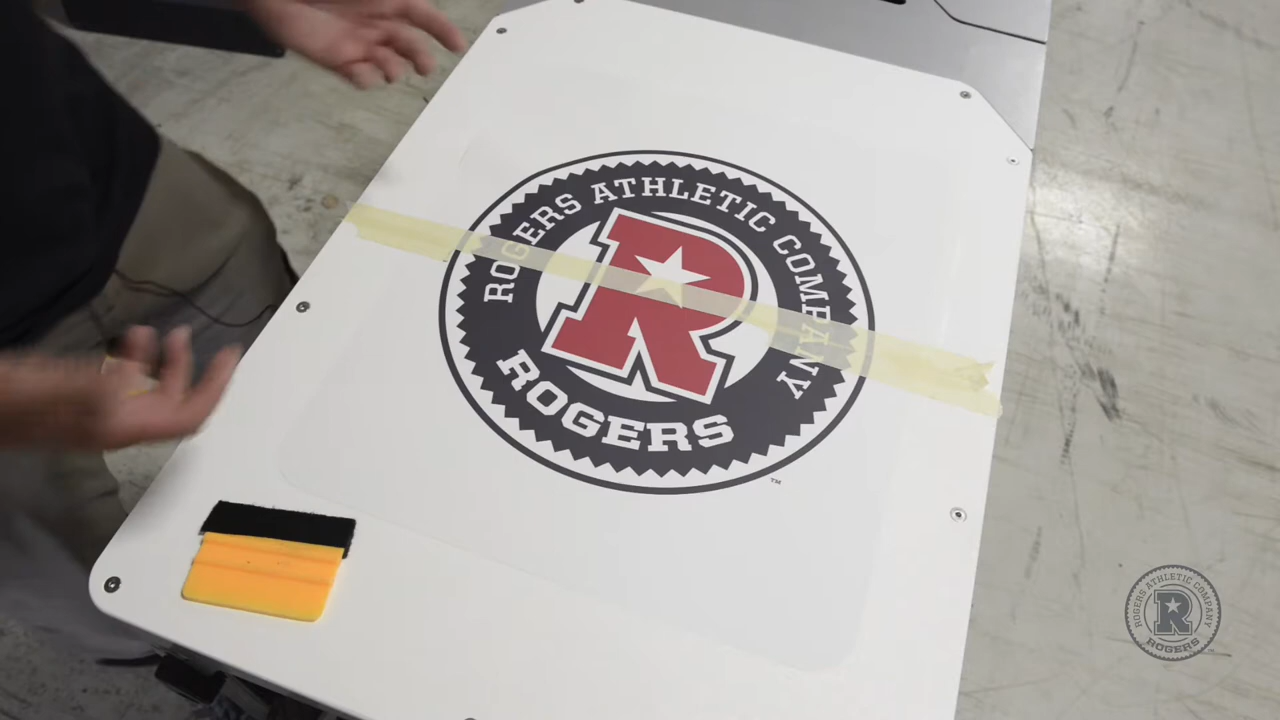 ROGERS ATHLETIC COMPANY
R
ROGERS
™
ROGERS ATHLETIC COMPANY
R
ROGERS